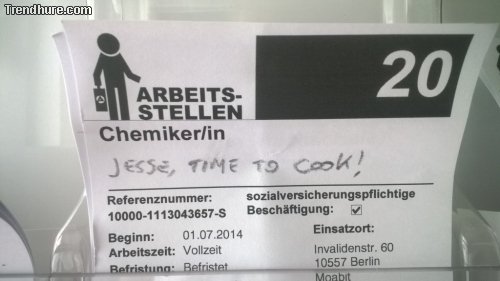 Trendhure.com
ARBEITS-
STELLEN
20
Chemiker/in
JESSE, TIME TO COOK!
Referenznummer:
10000-1113043657-S
sozialversicherungspflichtige
Beschäftigung:
Beginn: 01.07.2014
Arbeitszeit: Vollzeit
Befristung: Befristet
Einsatzort:
Invalidenstr. 60
10557 Berlin
Moabit